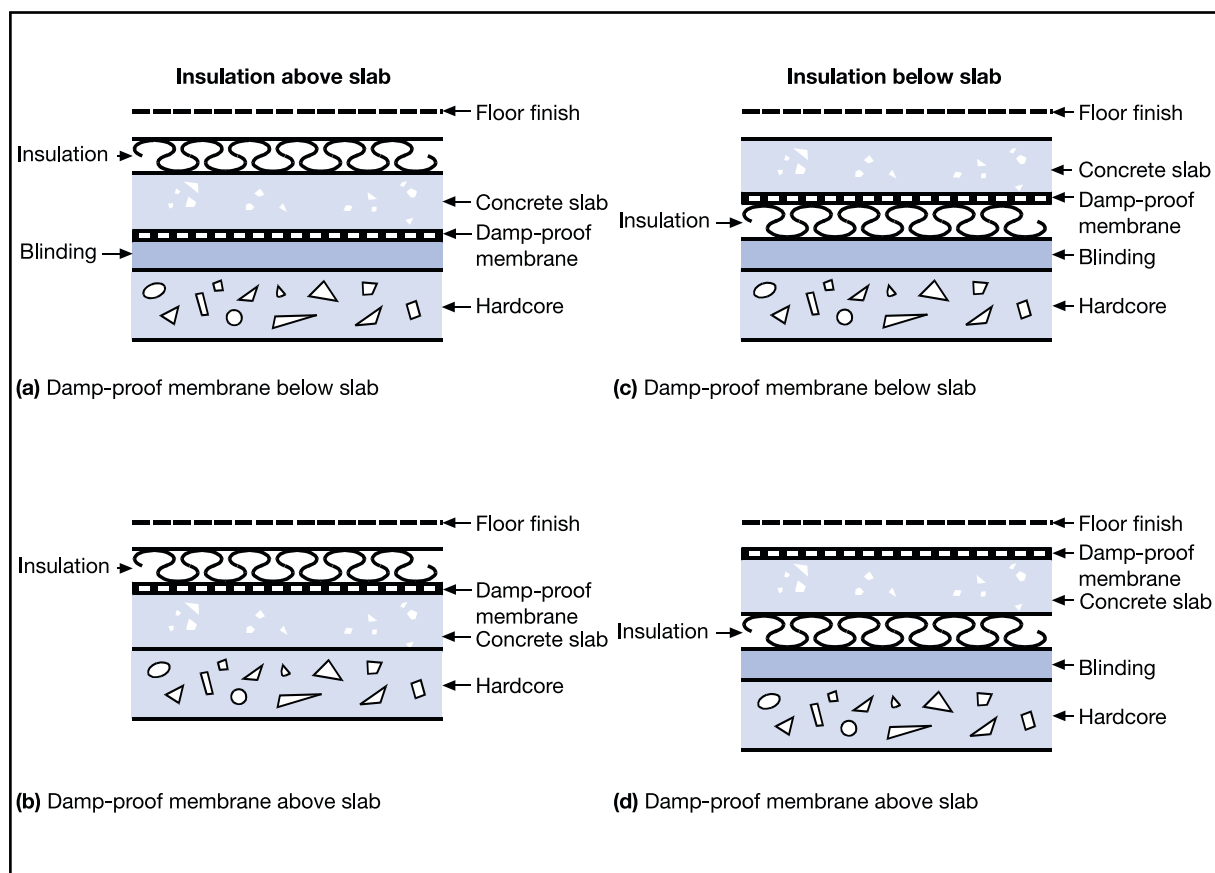 Insulation above slab
Floor finish
Insulation
Concrete slab
Damp-proof
membrane
Blinding
Hardcore
(a) Damp-proof membrane below slab
Insulation below slab
Floor finish
Concrete slab
Damp-proof
membrane
Insulation
Blinding
Hardcore
(c) Damp-proof membrane below slab
Floor finish
Insulation
Damp-proof
membrane
Concrete slab
Hardcore
(b) Damp-proof membrane above slab
Floor finish
Damp-proof
membrane
Concrete slab
Insulation
Blinding
Hardcore
(d) Damp-proof membrane above slab